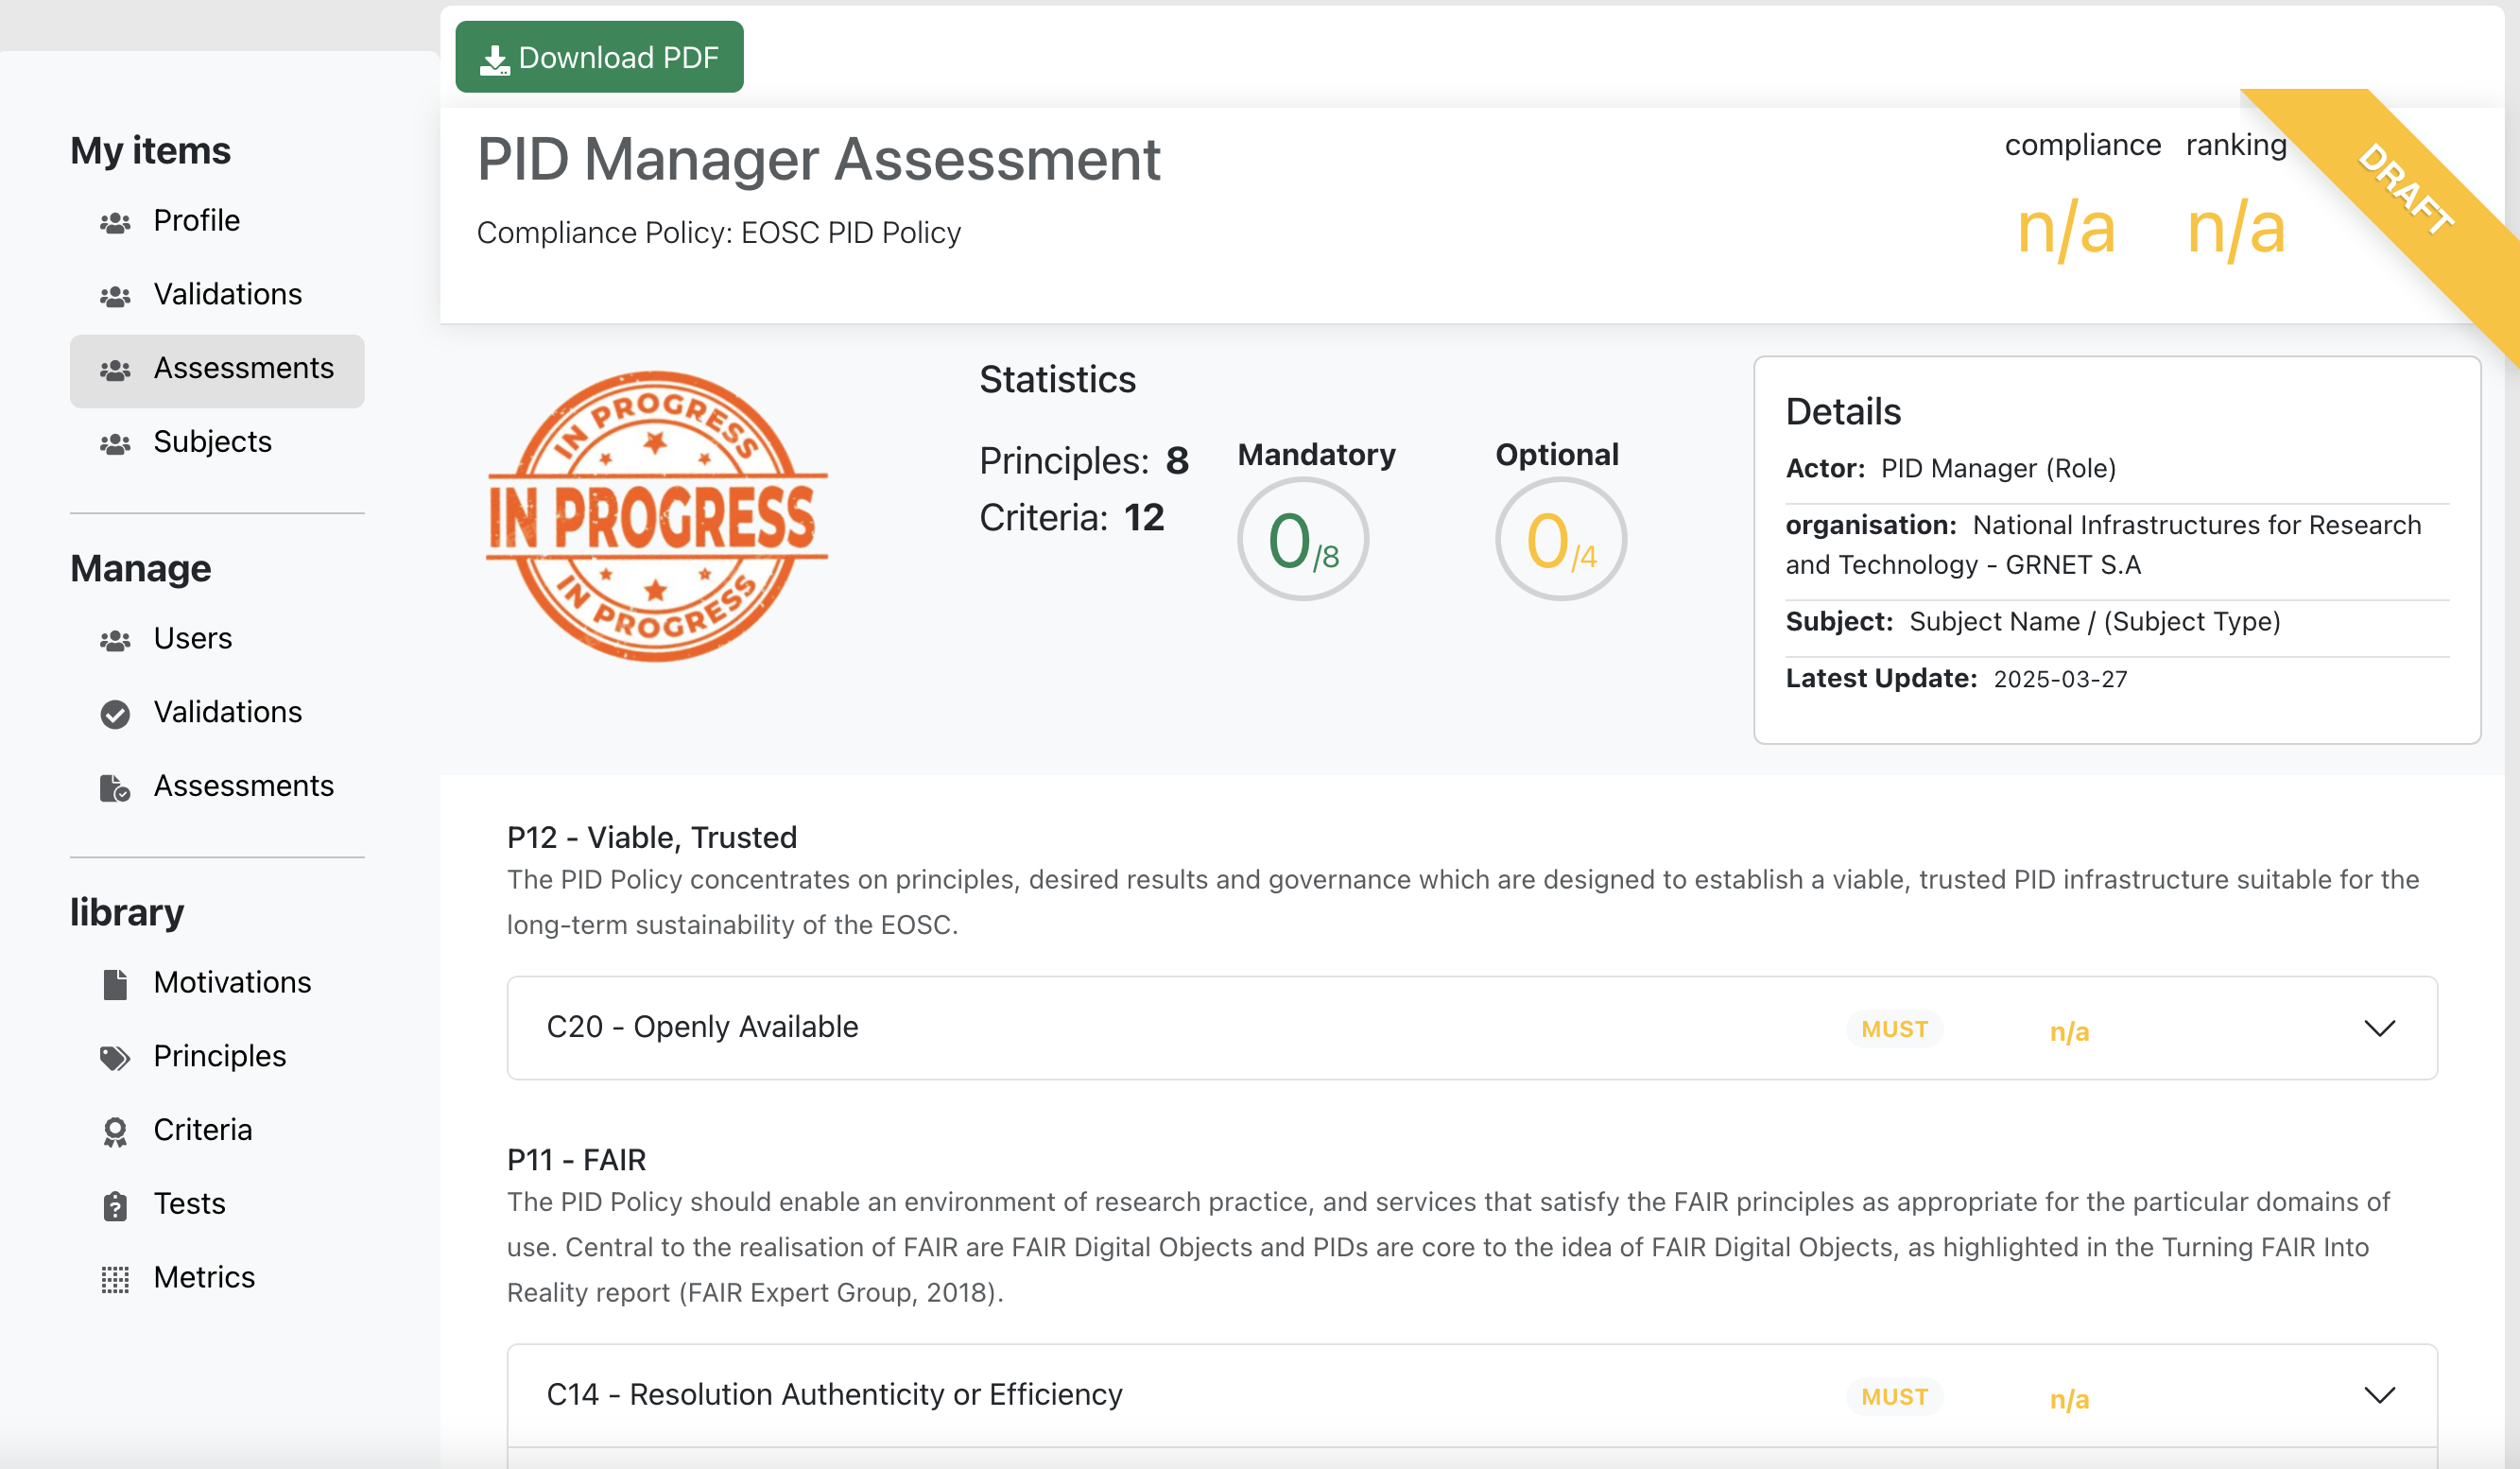 Download PDF
My items
Profile
Validations
Assessments
Subjects
Manage
Users
Validations
Assessments
library
Motivations
Principles
Criteria
Tests
Metrics
PID Manager Assessment
Compliance Policy: EOSC PID Policy
compliance ranking
n/a n/a
DRAFT
IN PROGRESS
IN PROGRESS
IN PROGRESS
Statistics
Principles: 8
Criteria: 12
Mandatory
0/8
Optional
0/4
Details
Actor: PID Manager (Role)
organisation: National Infrastructures for Research
and Technology - GRNET S.A
Subject: Subject Name / (Subject Type)
Latest Update: 2025-03-27
P12 - Viable, Trusted
The PID Policy concentrates on principles, desired results and governance which are designed to establish a viable, trusted PID infrastructure suitable for the
long-term sustainability of the EOSC.
C20 - Openly Available MUST n/a
P11 - FAIR
The PID Policy should enable an environment of research practice, and services that satisfy the FAIR principles as appropriate for the particular domains of
use. Central to the realisation of FAIR are FAIR Digital Objects and PIDs are core to the idea of FAIR Digital Objects, as highlighted in the Turning FAIR Into
Reality report (FAIR Expert Group, 2018).
C14 - Resolution Authenticity or Efficiency MUST n/a